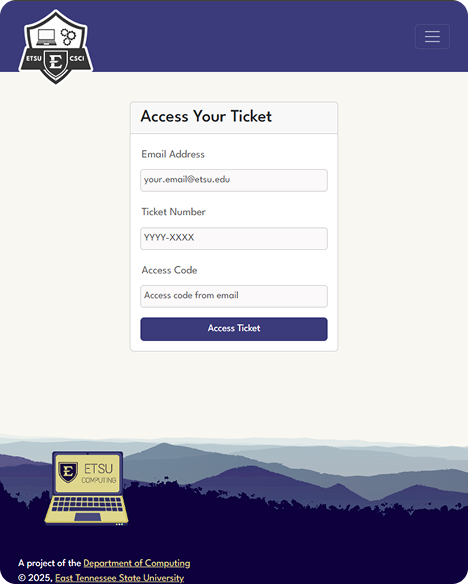 ETSU E CSCI
Access Your Ticket
Email Address
your.email@etsu.edu
Ticket Number
YYYY-XXXX
Access Code
Access code from email
Access Ticket
E ETSU
COMPUTING
A project of the Department of Computing
© 2025, East Tennessee State University